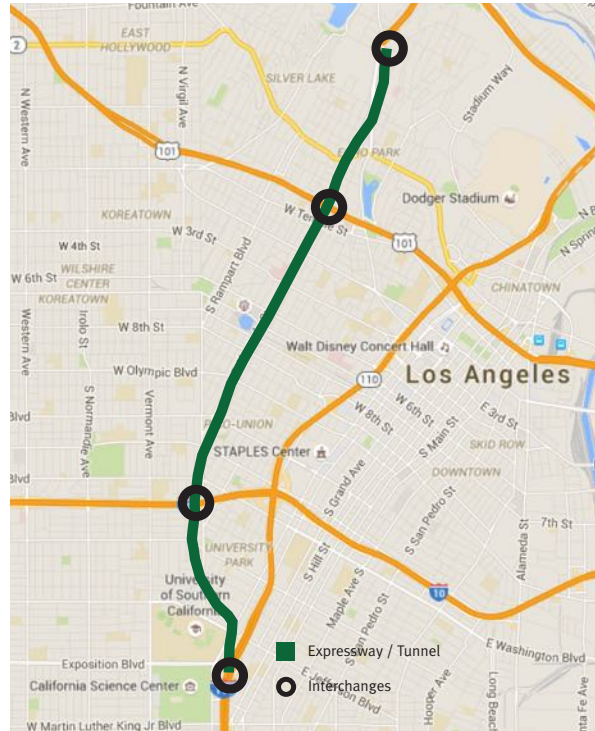 2
EAST
HOLLYWOOD
N Western Ave
N Virgil Ave
SILVER LAKE
Stadium Way
101
ECHO PARK
Dodger Stadium
KOREATOWN
W Temple St
W 3rd St
101
W 4th St
WILSHIRE
CENTER
KOREATOWN
W 6th St
S Rampart Blvd
CHINATOWN
Western Ave
Irolo St
W 8th St
Walt Disney Concert Hall
W Olympic Blvd
110
Los Angeles
S Normandie Ave
Vermont Ave
W 8th St
W 6th St
E 3rd St
S Main St
Blvd
PICO-UNION
STAPLES Center
SKID ROW
DOWNTOWN
S Grand Ave
Blvd
S San Pedro St
Alameda St
7th St
UNIVERSITY
PARK
S Hill St
University
of Southern
California
Maple Ave
S San Pedro St
10
E Washington Blvd
Expressway / Tunnel
Exposition Blvd
California Science Center
Interchanges
E Jefferson Blvd
Hooper Ave
Long Beach
W Martin Luther King Jr Blvd